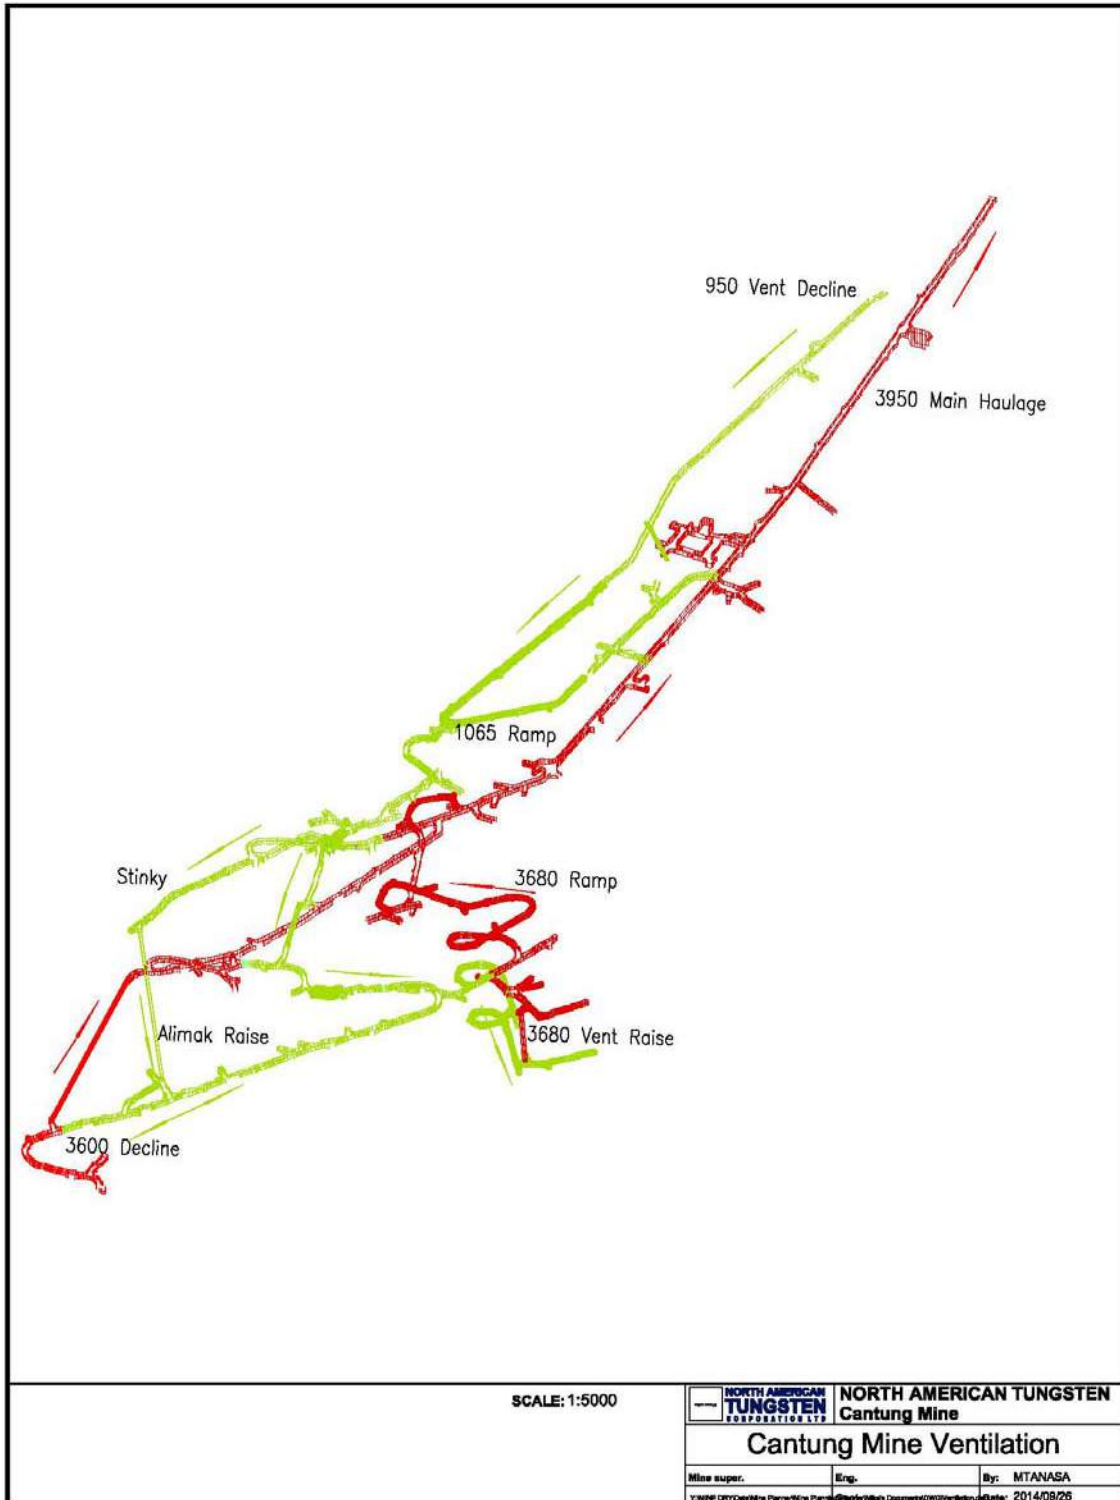 950 Vent Decline
3950 Main Haulage
1065 Ramp
Stinky
3680 Ramp
Alimak Raise
3680 Vent Raise
3600 Decline
SCALE: 1:5000
NORTH AMERICAN
TUNGSTEN
CORPORATION LTD
NORTH AMERICAN TUNGSTEN
Cantung Mine
Cantung Mine Ventilation
Mine super.
Eng.
By: MTANASA
2014/09/26